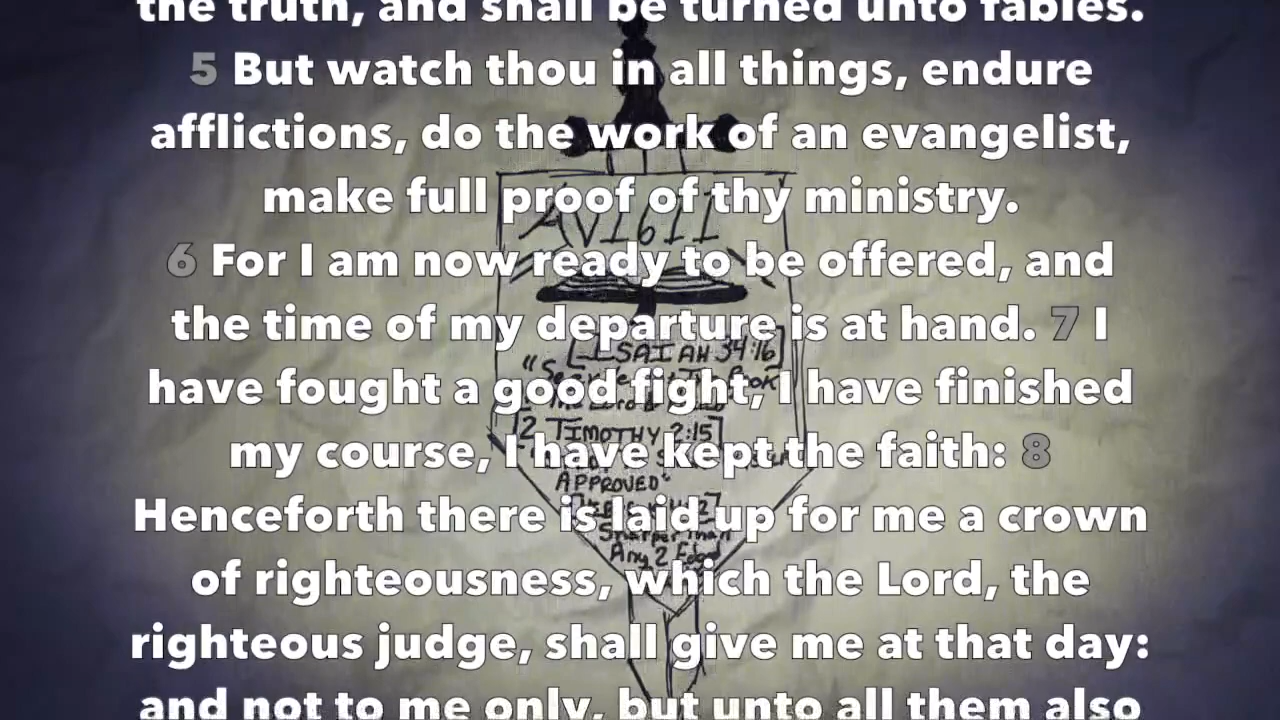 the truth, and shall be turned unto fables.
5 But watch thou in all things, endure
afflictions, do the work of an evangelist,
make full proof of thy ministry.
AV1611
6 For I am now ready to be offered, and
the time of my departure is at hand. 7 I
[ISAIAH 34:16]
have fought a good fight, I have finished
2 TIMOTHY 2:15]
my course, I have kept the faith: 8
APPROVED"
Henceforth there is laid up for me a crown
Sharper than
Any 2 Edged
of righteousness, which the Lord, the
righteous judge, shall give me at that day:
and not to me only, but unto all them also